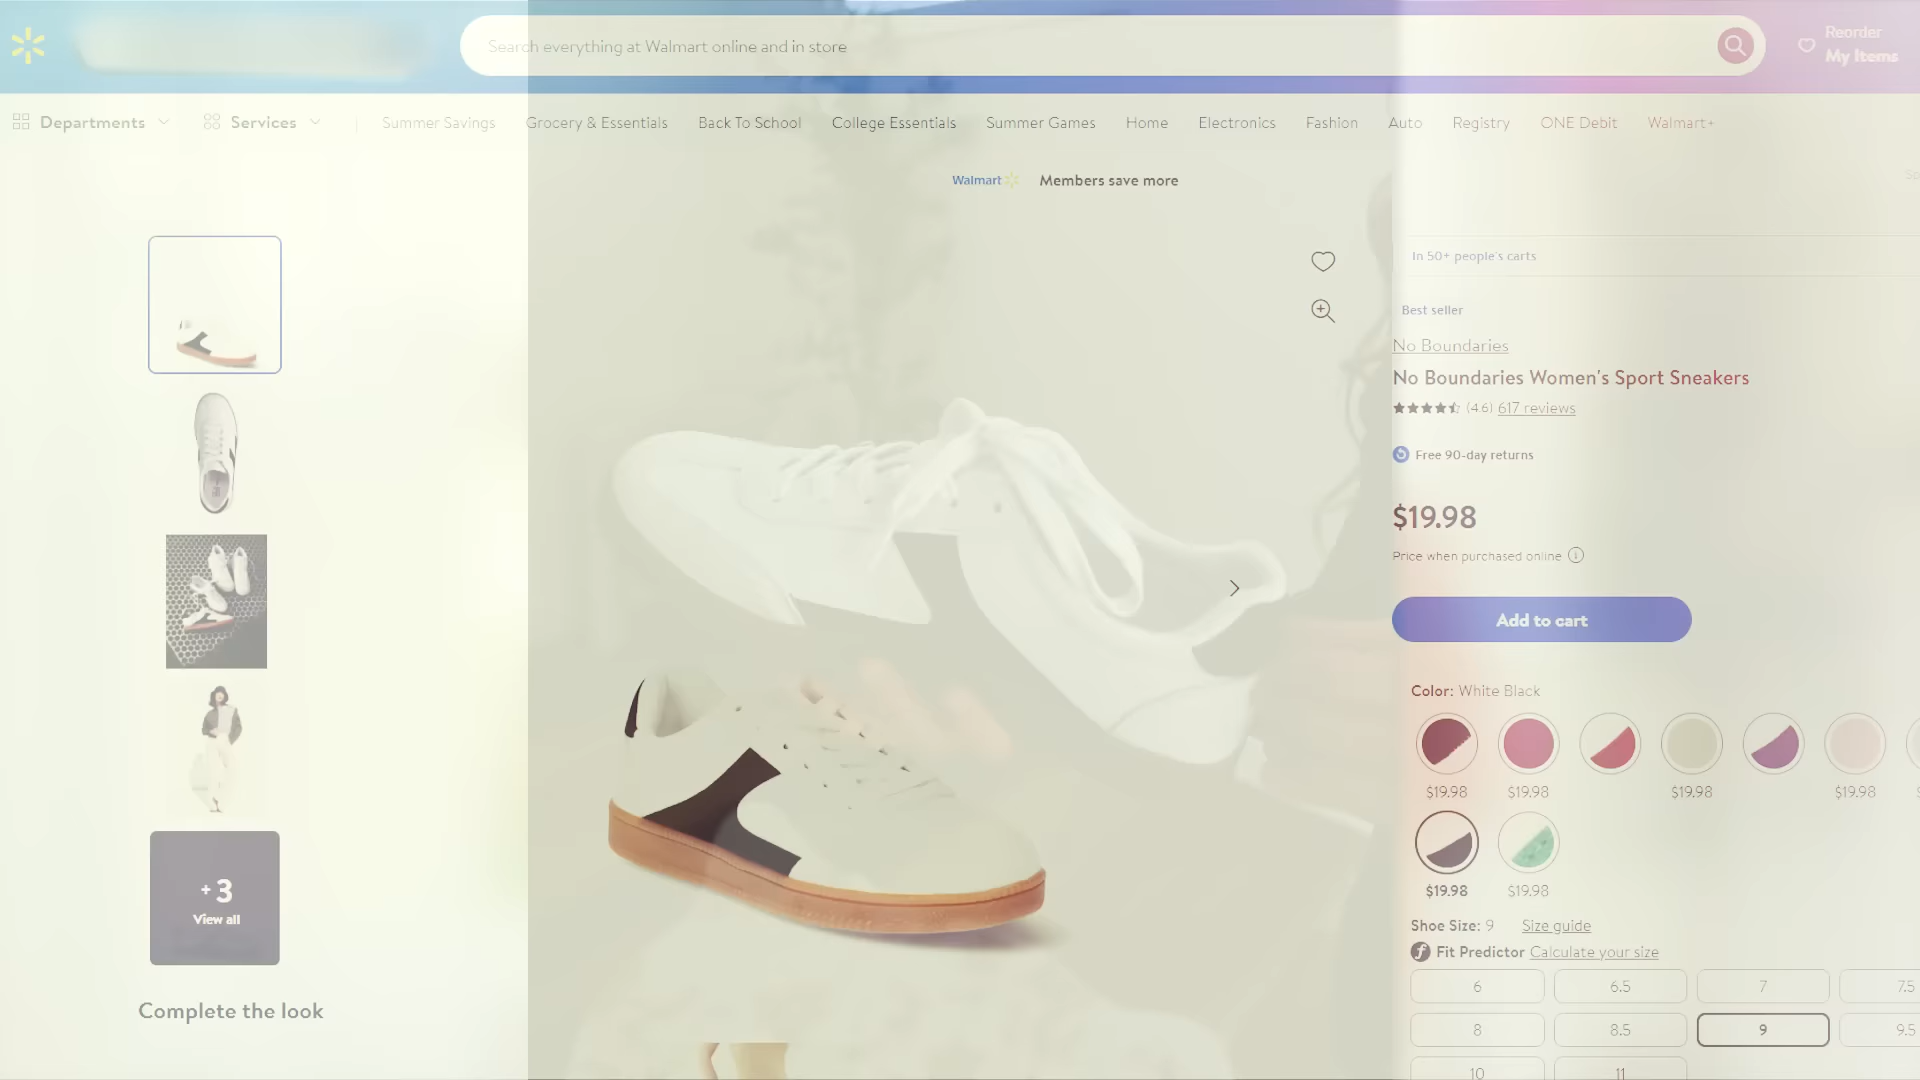 Search everything at Walmart online and in store
Reorder
My Items
Departments
Services
Summer Savings
Grocery & Essentials
Back To School
College Essentials
Summer Games
Home
Electronics
Fashion
Auto
Registry
ONE Debit
Walmart+
Walmart
Members save more
In 50+ people's carts
Best seller
No Boundaries
No Boundaries Women's Sport Sneakers
(4.6) 617 reviews
Free 90-day returns
$19.98
Price when purchased online
Add to cart
Color: White Black
$19.98
$19.98
$19.98
$19.98
$19.98
$19.98
Shoe Size: 9
Size guide
Fit Predictor Calculate your size
6
6.5
7
7.5
8
8.5
9
9.5
10
11
+3
View all
Complete the look